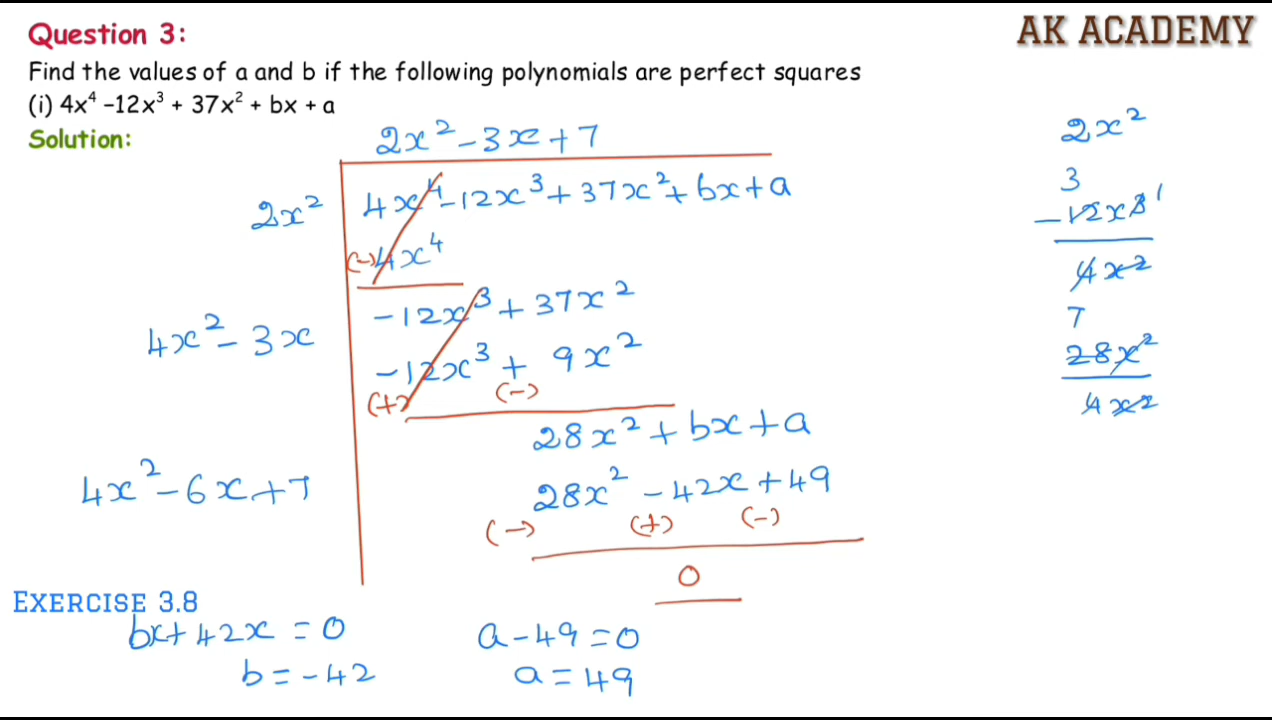 Question 3:
AK ACADEMY
Find the values of a and b if the following polynomials are perfect squares
(i) 4x⁴ –12x³ + 37x² + bx + a
Solution:
2x² - 3x + 7
2x² 4x⁴ - 12x³ + 37x² + bx + a
(-) 4x⁴
-12x³ + 37x²
4x² - 3x -12x³ + 9x²
(+) (-)
28x² + bx + a
4x² - 6x + 7 28x² - 42x + 49
(-) (+) (-)
0
2x²
3
-12x3 1
4x2
7
28x²
4x2
EXERCISE 3.8
bx + 42x = 0 a - 49 = 0
b = -42 a = 49